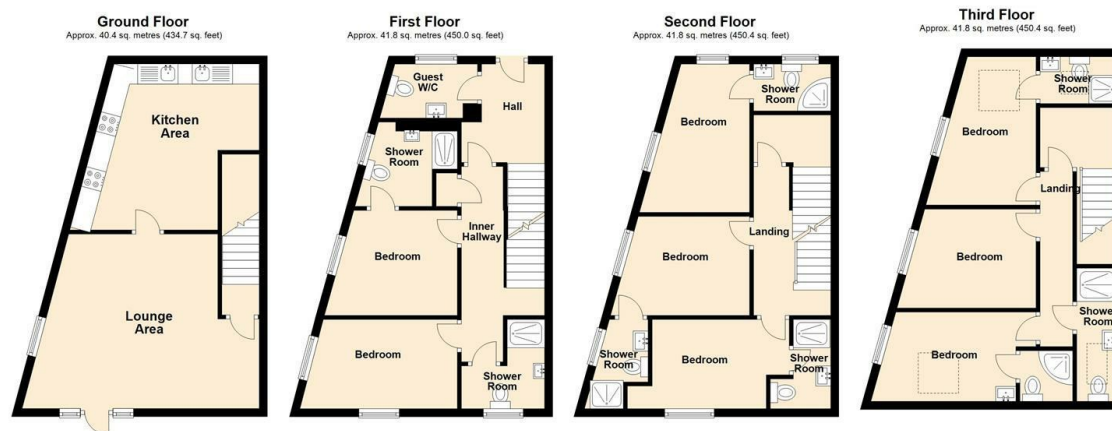 Ground Floor
Approx. 40.4 sq. metres (434.7 sq. feet)
Kitchen
Area
Lounge
Area
First Floor
Approx. 41.8 sq. metres (450.0 sq. feet)
Guest
W/C
Hall
Shower
Room
Inner
Hallway
Bedroom
Bedroom
Shower
Room
Second Floor
Approx. 41.8 sq. metres (450.4 sq. feet)
Shower
Room
Bedroom
Landing
Bedroom
Shower
Room
Bedroom
Shower
Room
Third Floor
Approx. 41.8 sq. metres (450.4 sq. feet)
Shower
Room
Bedroom
Landing
Bedroom
Shower
Room
Bedroom